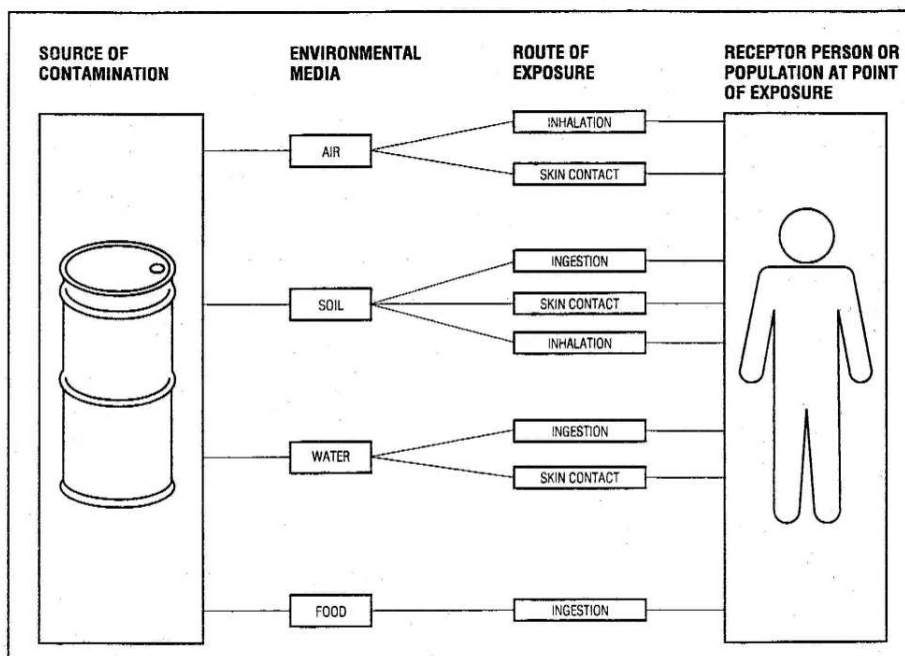 SOURCE OF
CONTAMINATION
ENVIRONMENTAL
MEDIA
ROUTE OF
EXPOSURE
RECEPTOR PERSON OR
POPULATION AT POINT
OF EXPOSURE
AIR
INHALATION
SKIN CONTACT
SOIL
INGESTION
SKIN CONTACT
INHALATION
WATER
INGESTION
SKIN CONTACT
FOOD
INGESTION